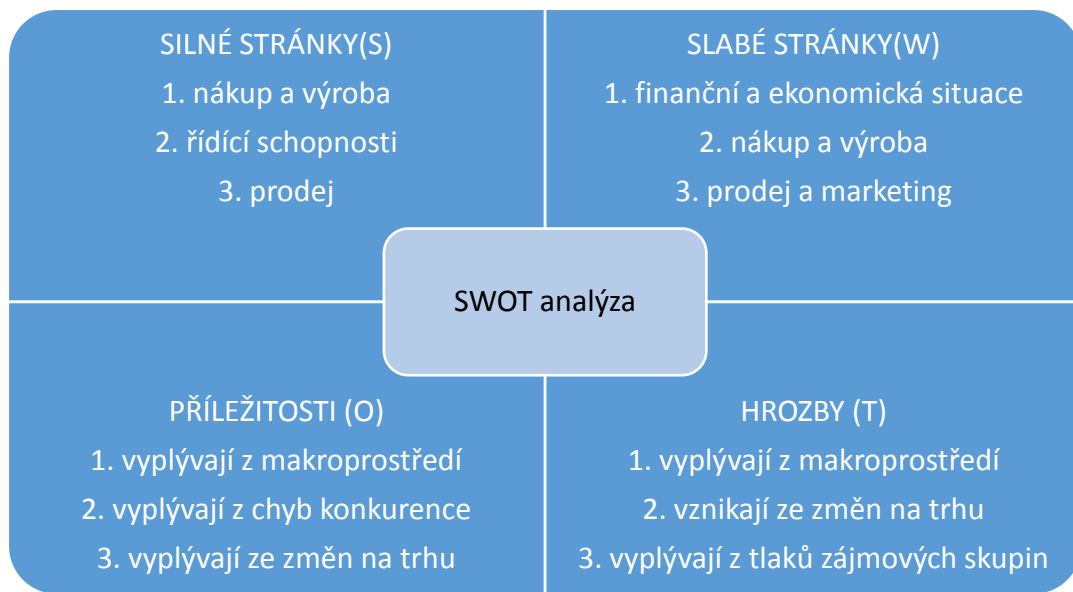 SILNÉ STRÁNKY(S)
1. nákup a výroba
2. řídící schopnosti
3. prodej
SLABÉ STRÁNKY(W)
1. finanční a ekonomická situace
2. nákup a výroba
3. prodej a marketing
SWOT analýza
PŘÍLEŽITOSTI (O)
1. vyplývají z makroprostředí
2. vyplývají z chyb konkurence
3. vyplývají ze změn na trhu
HROZBY (T)
1. vyplývají z makroprostředí
2. vznikají ze změn na trhu
3. vyplývají z tlaků zájmových skupin